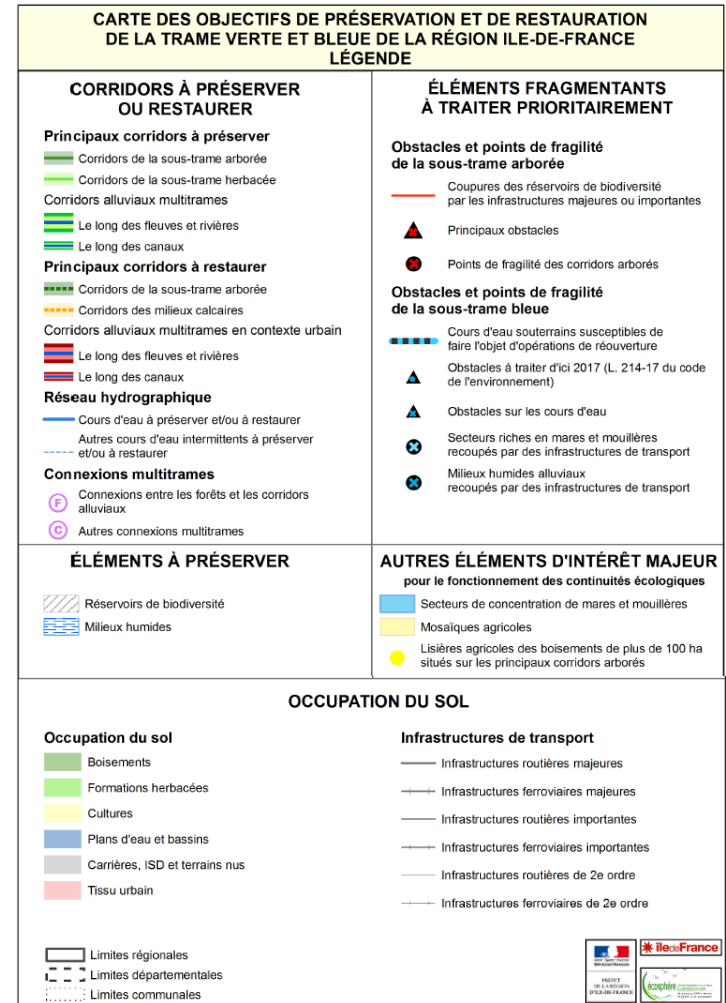 CARTE DES OBJECTIFS DE PRÉSERVATION ET DE RESTAURATION
DE LA TRAME VERTE ET BLEUE DE LA RÉGION ILE-DE-FRANCE
LÉGENDE
CORRIDORS À PRÉSERVER
OU RESTAURER
Principaux corridors à préserver
Corridors de la sous-trame arborée
Corridors de la sous-trame herbacée
Corridors alluviaux multitrames
Le long des fleuves et rivières
Le long des canaux
Principaux corridors à restaurer
Corridors de la sous-trame arborée
Corridors des milieux calcaires
Corridors alluviaux multitrames en contexte urbain
Le long des fleuves et rivières
Le long des canaux
Réseau hydrographique
Cours d'eau à préserver et/ou à restaurer
Autres cours d'eau intermittents à préserver
et/ou à restaurer
Connexions multitrames
F
Connexions entre les forêts et les corridors
alluviaux
C
Autres connexions multitrames
ÉLÉMENTS FRAGMENTANTS
À TRAITER PRIORITAIREMENT
Obstacles et points de fragilité
de la sous-trame arborée
Coupures des réservoirs de biodiversité
par les infrastructures majeures ou importantes
Principaux obstacles
Points de fragilité des corridors arborés
Obstacles et points de fragilité
de la sous-trame bleue
Cours d'eau souterrains susceptibles de
faire l'objet d'opérations de réouverture
Obstacles à traiter d'ici 2017 (L. 214-17 du code
de l'environnement)
Obstacles sur les cours d'eau
Secteurs riches en mares et mouillères
recoupés par des infrastructures de transport
Milieux humides alluviaux
recoupés par des infrastructures de transport
ÉLÉMENTS À PRÉSERVER
Réservoirs de biodiversité
Milieux humides
AUTRES ÉLÉMENTS D'INTÉRÊT MAJEUR
pour le fonctionnement des continuités écologiques
Secteurs de concentration de mares et mouillères
Mosaïques agricoles
Lisières agricoles des boisements de plus de 100 ha
situés sur les principaux corridors arborés
OCCUPATION DU SOL
Occupation du sol
Boisements
Formations herbacées
Cultures
Plans d'eau et bassins
Carrières, ISD et terrains nus
Tissu urbain
Infrastructures de transport
Infrastructures routières majeures
Infrastructures ferroviaires majeures
Infrastructures routières importantes
Infrastructures ferroviaires importantes
Infrastructures routières de 2e ordre
Infrastructures ferroviaires de 2e ordre
Limites régionales
Limites départementales
Limites communales
PRÉFET
DE LA RÉGION
D'ILE-DE-FRANCE
îledeFrance
écosphère